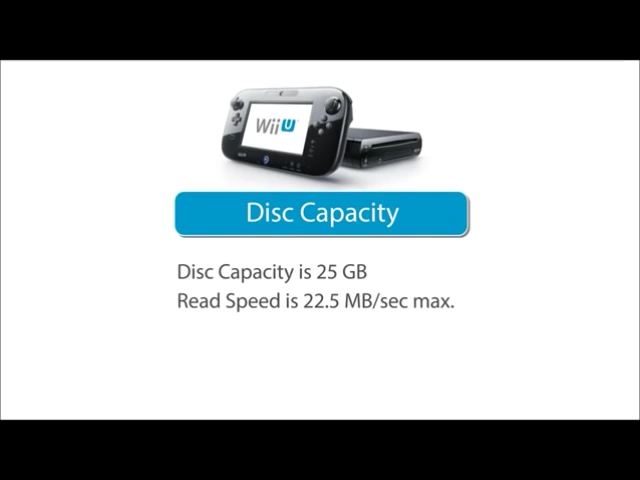 Wii U
Disc Capacity
Disc Capacity is 25 GB
Read Speed is 22.5 MB/sec max.